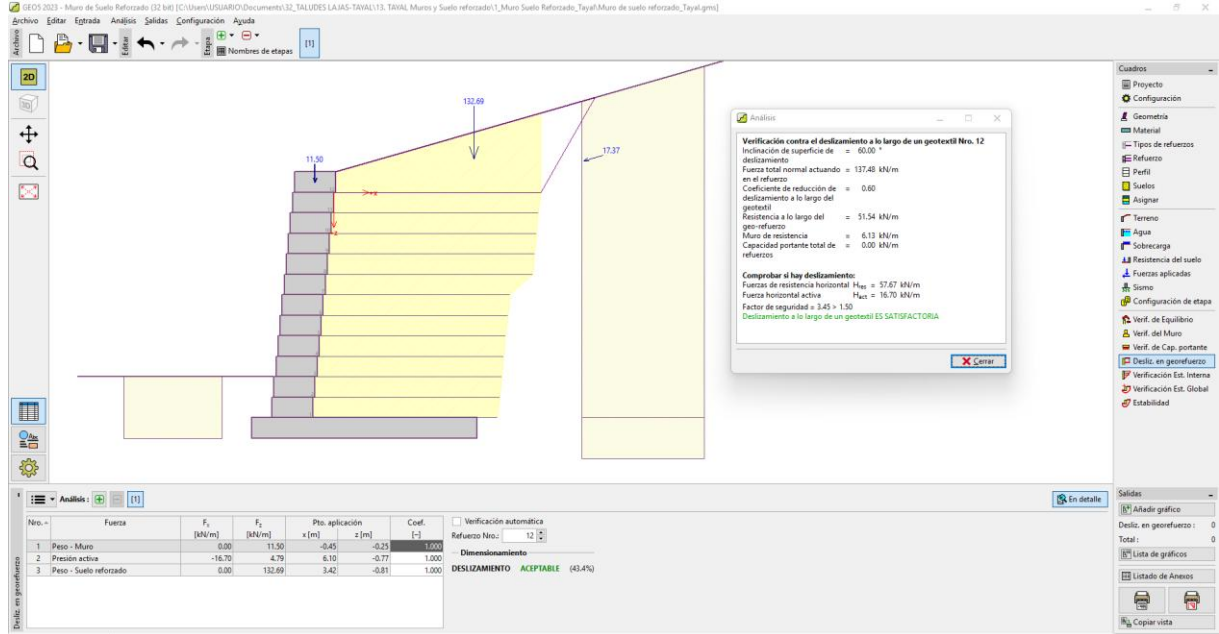 GEO5 2023 - Muro de Suelo Reforzado (32 bit) [C:\Users\USUARIO\Documents\32_TALUDES LAJAS-TAYAL\13. TAYAL Muros y Suelo reforzado\1_Muro Suelo Reforzado_Tayal\Muro de suelo reforzado_Tayal.gms]
Archivo Editar Entrada Análisis Salidas Configuración Ayuda
Archivo
Editar
Etapa
Nombres de etapas
[1]
2D
3D
132.69
11.50
17.37
+x
+z
Análisis
Verificación contra el deslizamiento a lo largo de un geotextil Nro. 12
Inclinación de superficie de = 60.00 °
deslizamiento
Fuerza total normal actuando = 137.48 kN/m
en el refuerzo
Coeficiente de reducción de = 0.60
deslizamiento a lo largo del
geotextil
Resistencia a lo largo del = 51.54 kN/m
geo-refuerzo
Muro de resistencia = 6.13 kN/m
Capacidad portante total de = 0.00 kN/m
refuerzos
Comprobar si hay deslizamiento:
Fuerzas de resistencia horizontal Hres = 57.67 kN/m
Fuerza horizontal activa Hact = 16.70 kN/m
Factor de seguridad = 3.45 > 1.50
Deslizamiento a lo largo de un geotextil ES SATISFACTORIA
Cerrar
Cuadros
Proyecto
Configuración
Geometría
Material
Tipos de refuerzos
Refuerzo
Perfil
Suelos
Asignar
Terreno
Agua
Sobrecarga
Resistencia del suelo
Fuerzas aplicadas
Sismo
Configuración de etapa
Verif. de Equilibrio
Verif. del Muro
Verif. de Cap. portante
Desliz. en georefuerzo
Verificación Est. Interna
Verificación Est. Global
Estabilidad
Análisis : [1]
En detalle
Nro. Fuerza Fx Fz Pto. aplicación Coef.
[kN/m] [kN/m] x [m] z [m] [-]
1 Peso - Muro 0.00 11.50 -0.45 -0.25 1.000
2 Presión activa -16.70 4.79 6.10 -0.77 1.000
3 Peso - Suelo reforzado 0.00 132.69 3.42 -0.81 1.000
Verificación automática
Refuerzo Nro.: 12
Dimensionamiento
DESLIZAMIENTO ACEPTABLE (43.4%)
Desliz. en georefuerzo
Salidas
Añadir gráfico
Desliz. en georefuerzo : 0
Total : 0
Lista de gráficos
Listado de Anexos
Copiar vista